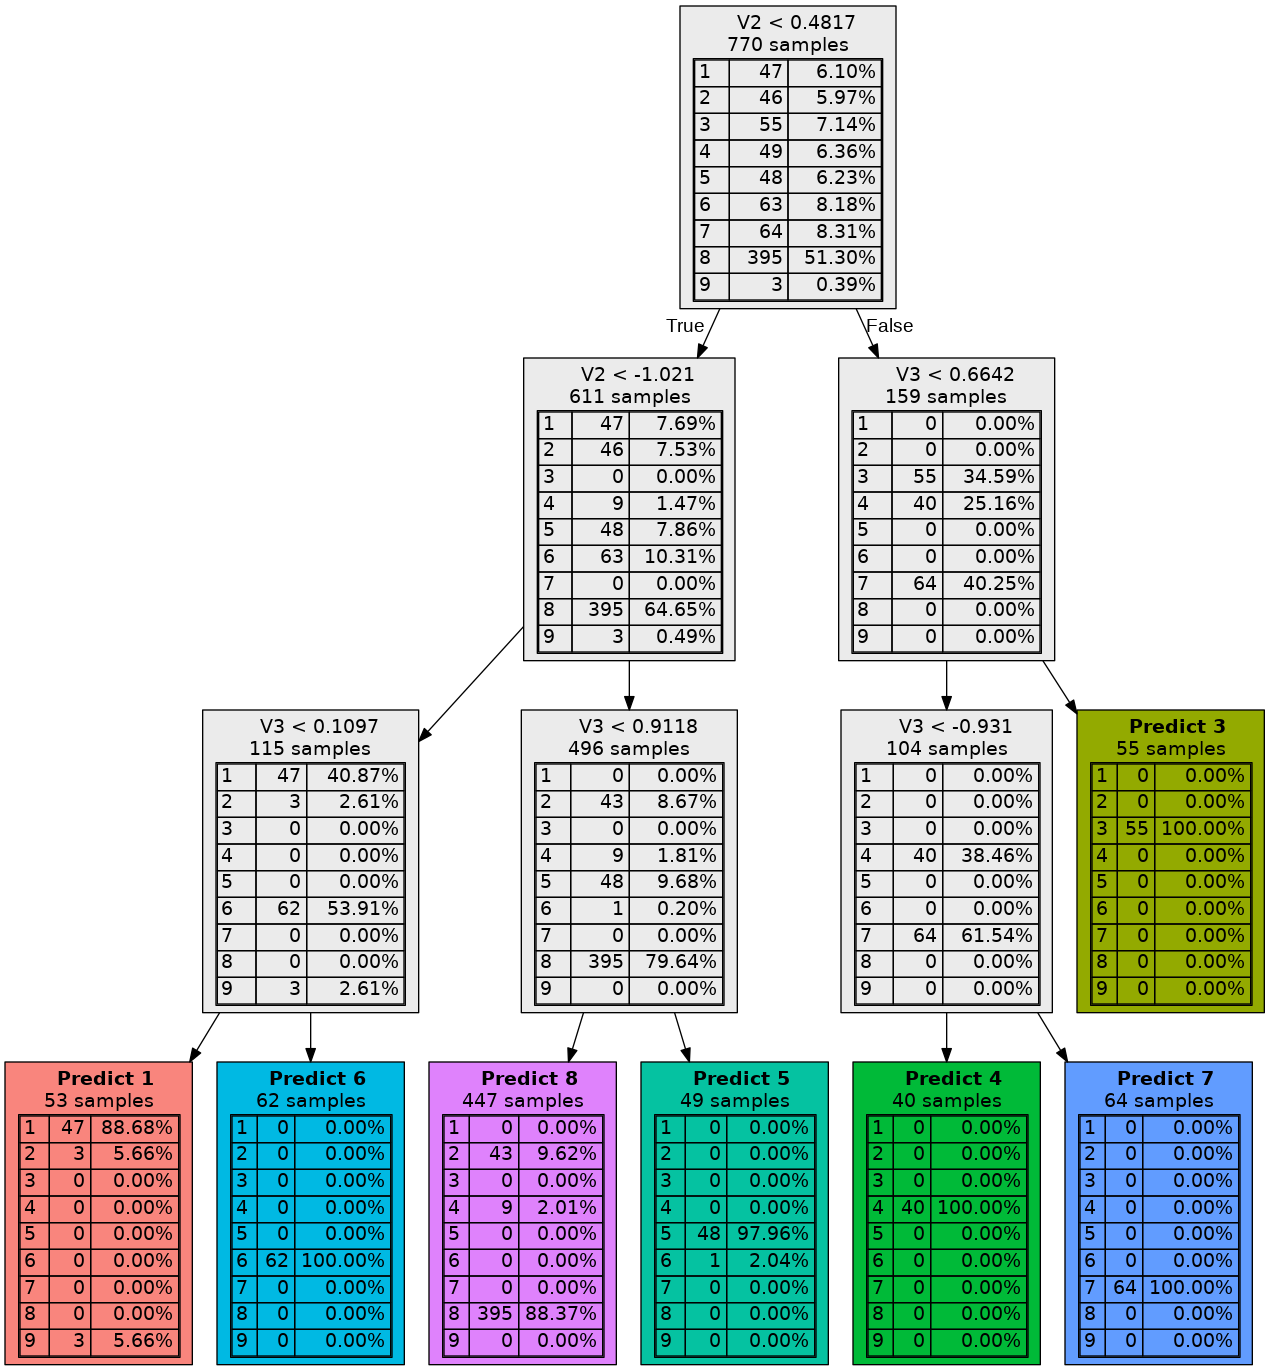 V2 < 0.4817
770 samples
1 47 6.10%
2 46 5.97%
3 55 7.14%
4 49 6.36%
5 48 6.23%
6 63 8.18%
7 64 8.31%
8 395 51.30%
9 3 0.39%
True
False
V2 < -1.021
611 samples
1 47 7.69%
2 46 7.53%
3 0 0.00%
4 9 1.47%
5 48 7.86%
6 63 10.31%
7 0 0.00%
8 395 64.65%
9 3 0.49%
V3 < 0.6642
159 samples
1 0 0.00%
2 0 0.00%
3 55 34.59%
4 40 25.16%
5 0 0.00%
6 0 0.00%
7 64 40.25%
8 0 0.00%
9 0 0.00%
V3 < 0.1097
115 samples
1 47 40.87%
2 3 2.61%
3 0 0.00%
4 0 0.00%
5 0 0.00%
6 62 53.91%
7 0 0.00%
8 0 0.00%
9 3 2.61%
V3 < 0.9118
496 samples
1 0 0.00%
2 43 8.67%
3 0 0.00%
4 9 1.81%
5 48 9.68%
6 1 0.20%
7 0 0.00%
8 395 79.64%
9 0 0.00%
V3 < -0.931
104 samples
1 0 0.00%
2 0 0.00%
3 0 0.00%
4 40 38.46%
5 0 0.00%
6 0 0.00%
7 64 61.54%
8 0 0.00%
9 0 0.00%
Predict 3
55 samples
1 0 0.00%
2 0 0.00%
3 55 100.00%
4 0 0.00%
5 0 0.00%
6 0 0.00%
7 0 0.00%
8 0 0.00%
9 0 0.00%
Predict 1
53 samples
1 47 88.68%
2 3 5.66%
3 0 0.00%
4 0 0.00%
5 0 0.00%
6 0 0.00%
7 0 0.00%
8 0 0.00%
9 3 5.66%
Predict 6
62 samples
1 0 0.00%
2 0 0.00%
3 0 0.00%
4 0 0.00%
5 0 0.00%
6 62 100.00%
7 0 0.00%
8 0 0.00%
9 0 0.00%
Predict 8
447 samples
1 0 0.00%
2 43 9.62%
3 0 0.00%
4 9 2.01%
5 0 0.00%
6 0 0.00%
7 0 0.00%
8 395 88.37%
9 0 0.00%
Predict 5
49 samples
1 0 0.00%
2 0 0.00%
3 0 0.00%
4 0 0.00%
5 48 97.96%
6 1 2.04%
7 0 0.00%
8 0 0.00%
9 0 0.00%
Predict 4
40 samples
1 0 0.00%
2 0 0.00%
3 0 0.00%
4 40 100.00%
5 0 0.00%
6 0 0.00%
7 0 0.00%
8 0 0.00%
9 0 0.00%
Predict 7
64 samples
1 0 0.00%
2 0 0.00%
3 0 0.00%
4 0 0.00%
5 0 0.00%
6 0 0.00%
7 64 100.00%
8 0 0.00%
9 0 0.00%